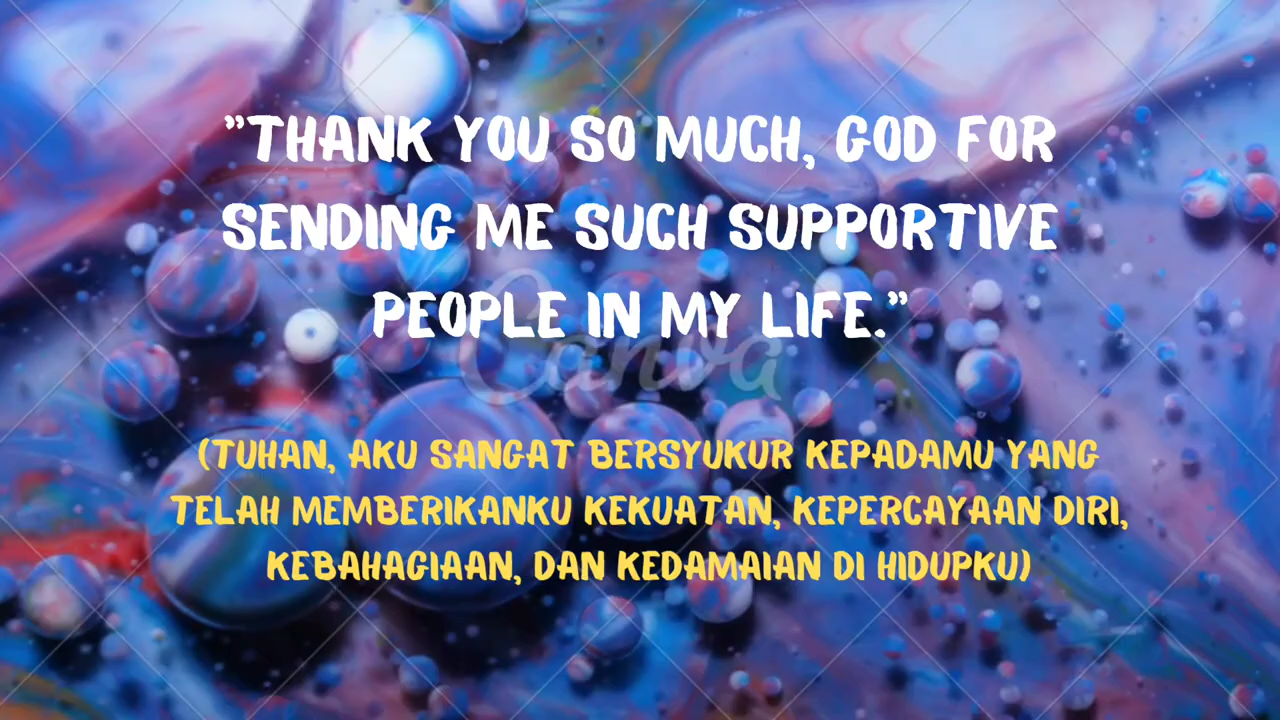 "THANK YOU SO MUCH, GOD FOR
SENDING ME SUCH SUPPORTIVE
PEOPLE IN MY LIFE."
Canva
(TUHAN, AKU SANGAT BERSYUKUR KEPADAMU YANG
TELAH MEMBERIKANKU KEKUATAN, KEPERCAYAAN DIRI,
KEBAHAGIAAN, DAN KEDAMAIAN DI HIDUPKU)